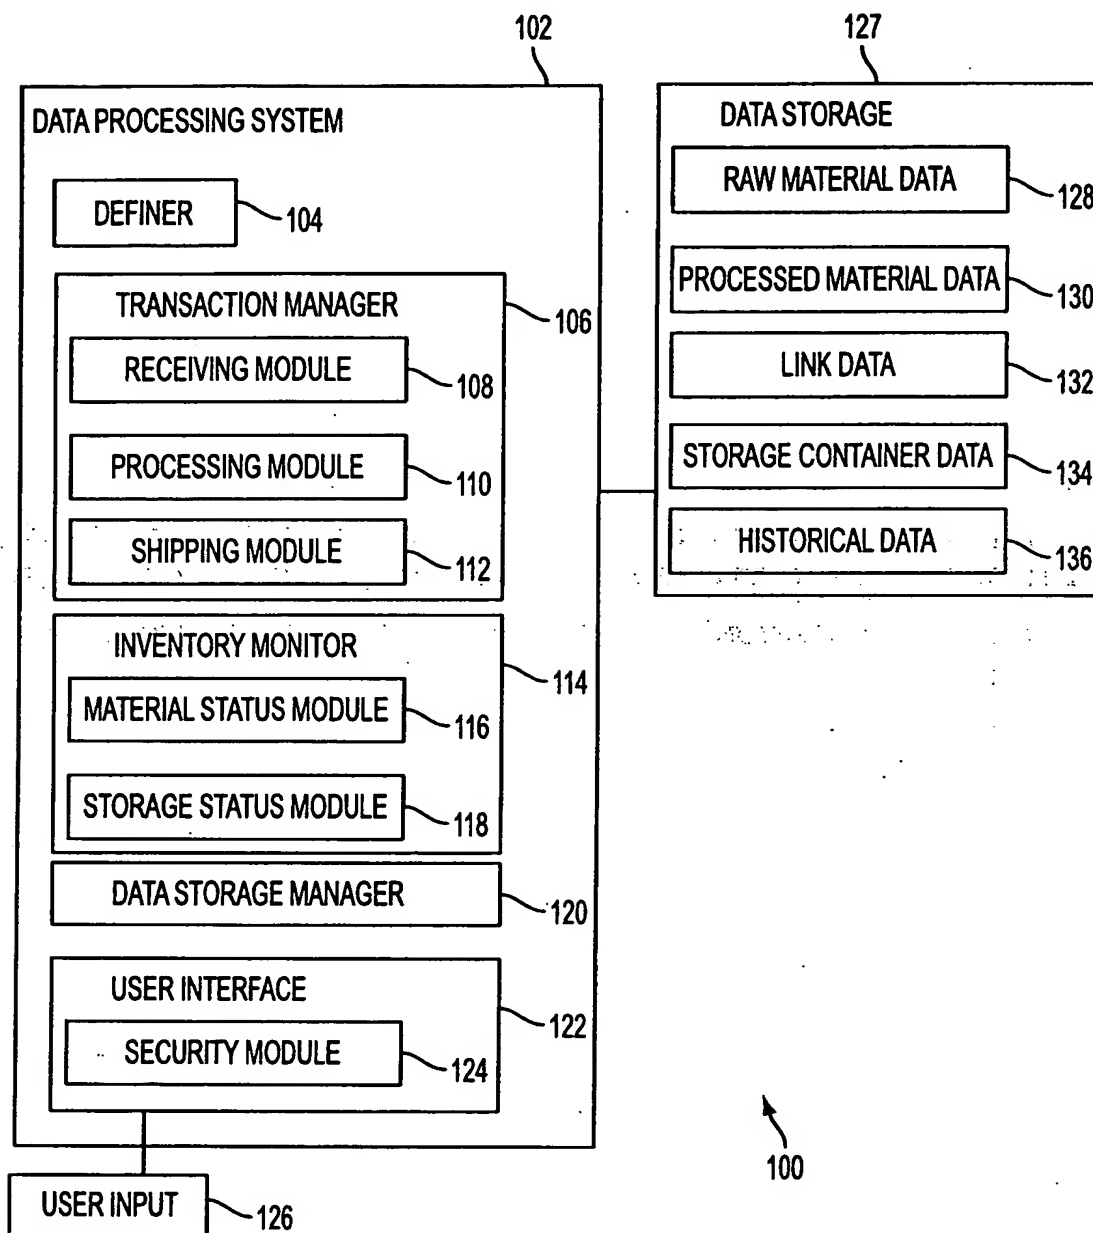 102
127
DATA PROCESSING SYSTEM
DATA STORAGE
DEFINER
104
TRANSACTION MANAGER
106
RECEIVING MODULE
108
PROCESSING MODULE
110
SHIPPING MODULE
112
INVENTORY MONITOR
114
MATERIAL STATUS MODULE
116
STORAGE STATUS MODULE
118
DATA STORAGE MANAGER
120
USER INTERFACE
122
SECURITY MODULE
124
USER INPUT
126
RAW MATERIAL DATA
128
PROCESSED MATERIAL DATA
130
LINK DATA
132
STORAGE CONTAINER DATA
134
HISTORICAL DATA
136
100